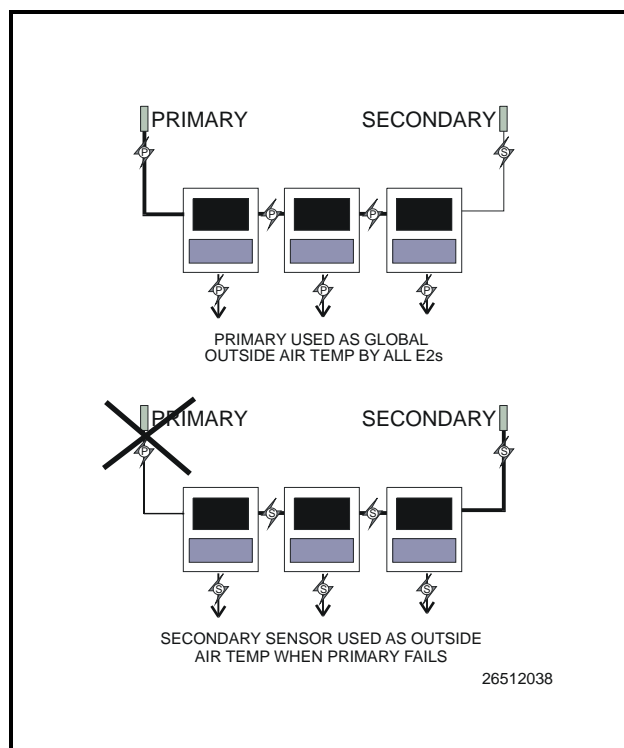 PRIMARY SECONDARY
P S
P P
P P P
PRIMARY USED AS GLOBAL
OUTSIDE AIR TEMP BY ALL E2s
PRIMARY SECONDARY
P S
S S
S S S
SECONDARY SENSOR USED AS OUTSIDE
AIR TEMP WHEN PRIMARY FAILS
26512038